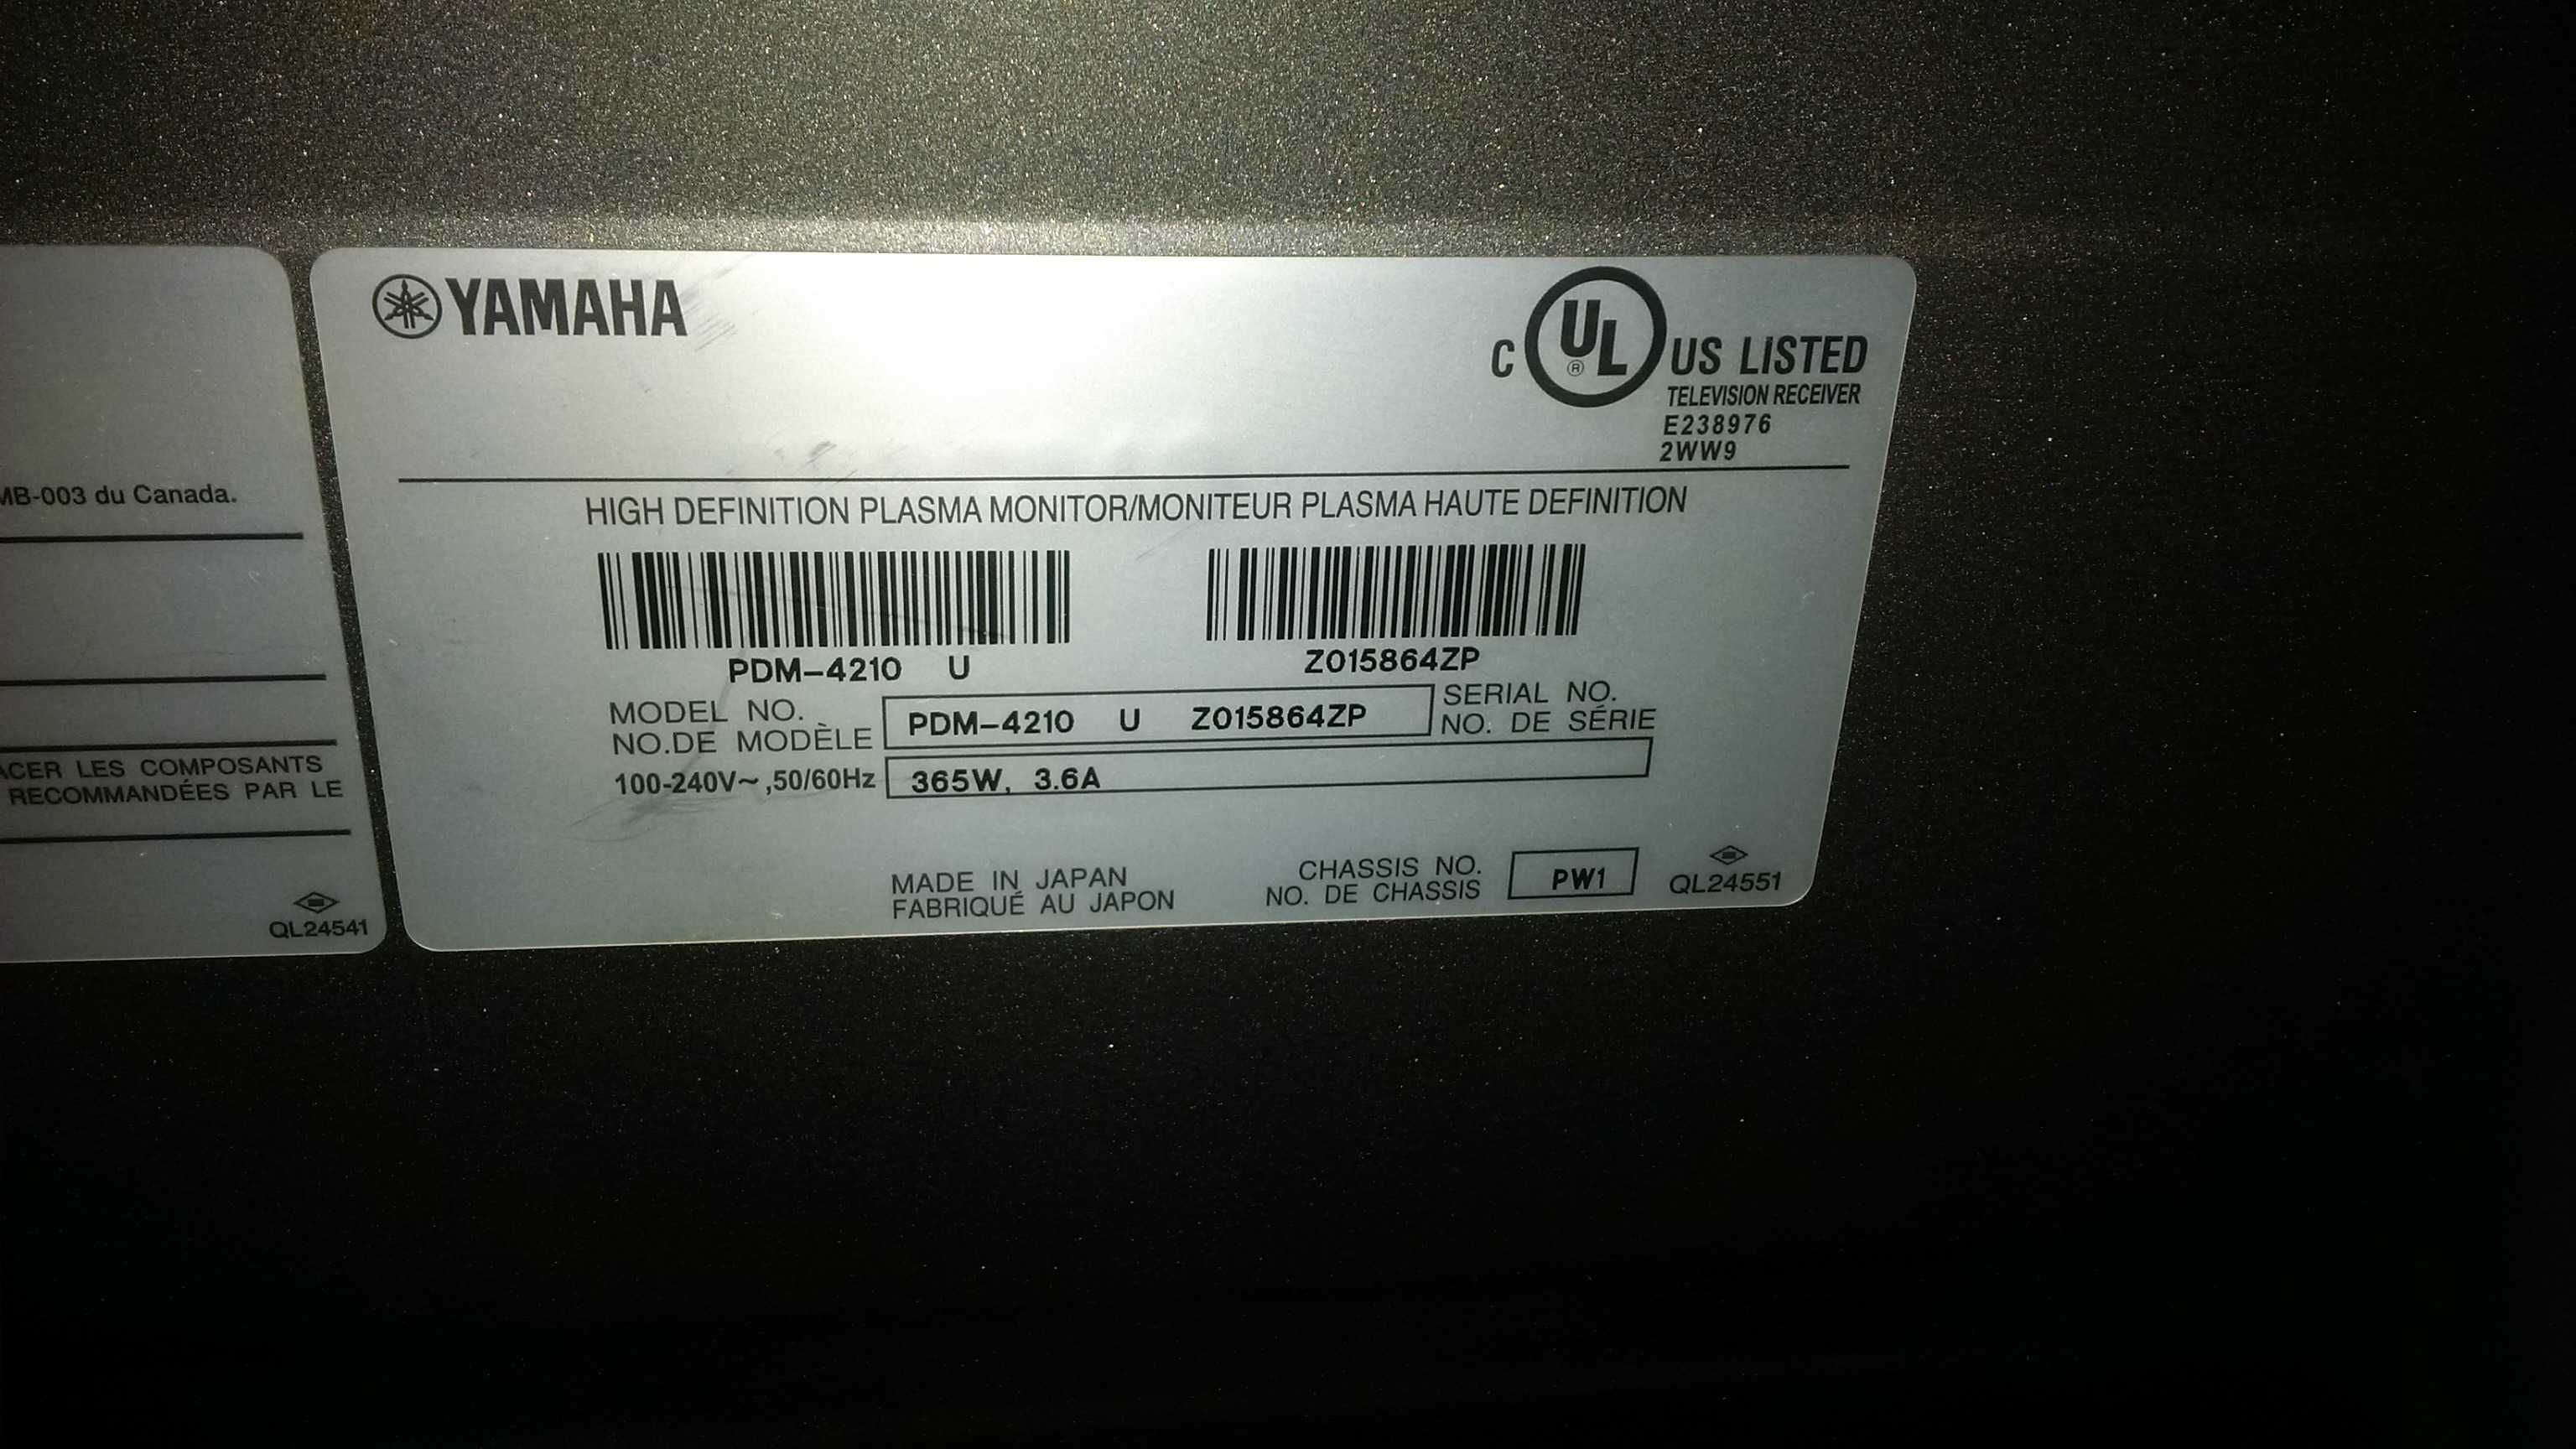 MB-003 du Canada.
ACER LES COMPOSANTS
RECOMMANDÉES PAR LE
QL24541
YAMAHA
C UL® US LISTED
TELEVISION RECEIVER
E238976
2WW9
HIGH DEFINITION PLASMA MONITOR/MONITEUR PLASMA HAUTE DEFINITION
PDM-4210 U Z015864ZP
MODEL NO. SERIAL NO.
PDM-4210 U Z015864ZP
NO.DE MODÈLE NO. DE SÉRIE
100-240V~,50/60Hz 365W, 3.6A
MADE IN JAPAN CHASSIS NO.
FABRIQUÉ AU JAPON NO. DE CHASSIS PW1 QL24551